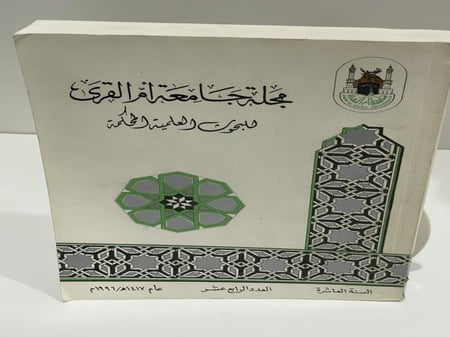 مجلة جامعة أم القرى
للبحوث العلمية المحكمة
السنة العاشرة
العدد الرابع عشر
عام ١٤١٧هـ/١٩٩٦م